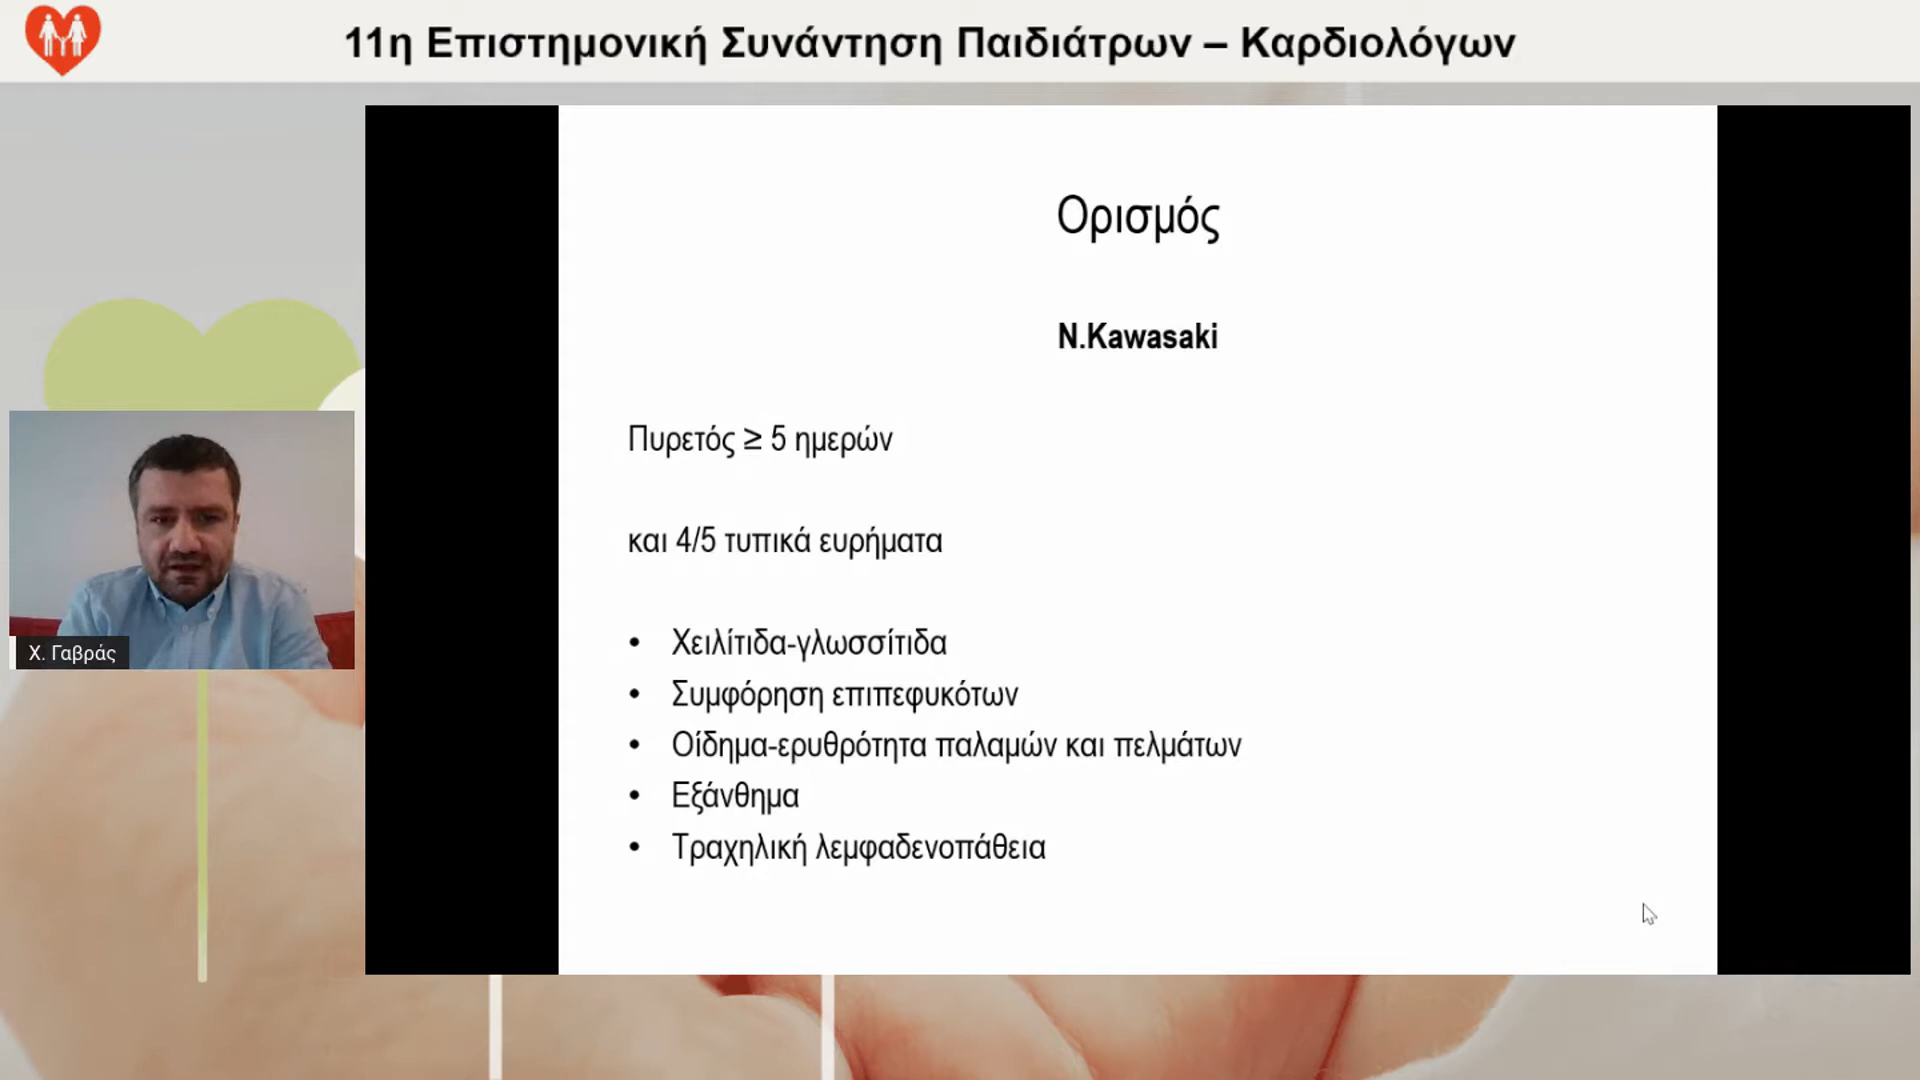 11η Επιστημονική Συνάντηση Παιδιάτρων – Καρδιολόγων
Ορισμός
Ν.Kawasaki
Πυρετός ≥ 5 ημερών
και 4/5 τυπικά ευρήματα
• Χειλίτιδα-γλωσσίτιδα
• Συμφόρηση επιπεφυκότων
• Οίδημα-ερυθρότητα παλαμών και πελμάτων
• Εξάνθημα
• Τραχηλική λεμφαδενοπάθεια
Χ. Γαβράς